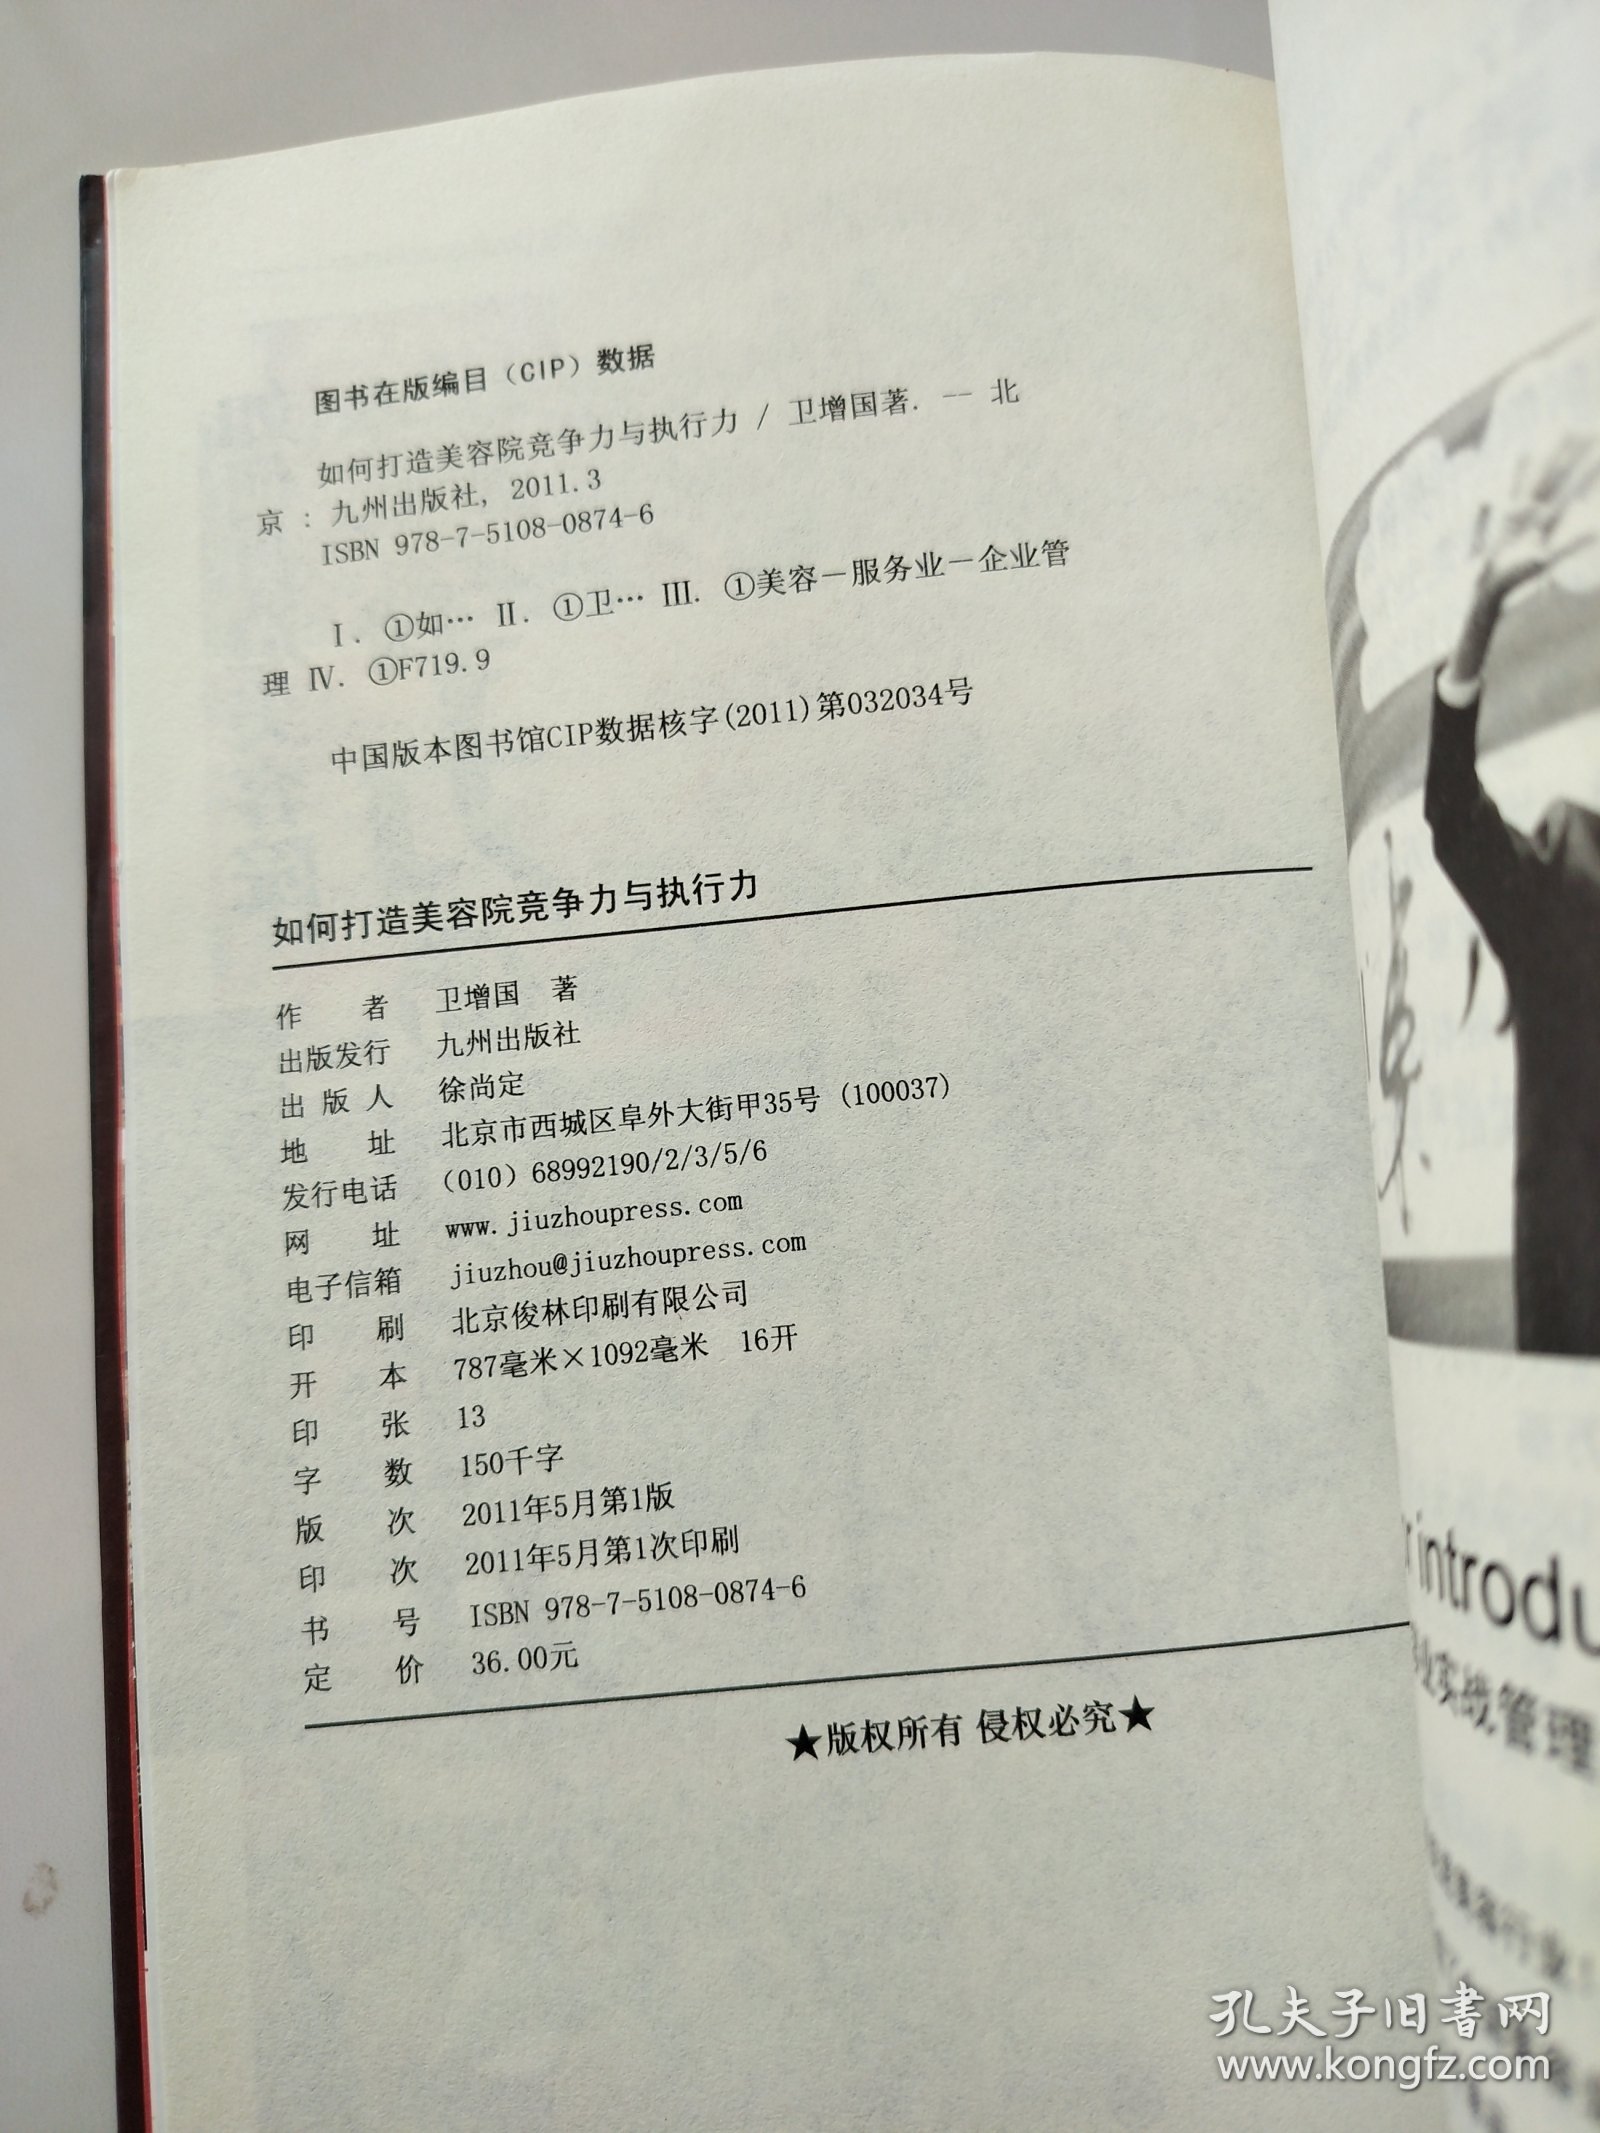 图书在版编目（CIP）数据
如何打造美容院竞争力与执行力 / 卫增国著. -- 北
京 : 九州出版社, 2011.3
ISBN 978-7-5108-0874-6
Ⅰ. ①如… Ⅱ. ①卫… Ⅲ. ①美容－服务业－企业管
理 Ⅳ. ①F719.9
中国版本图书馆CIP数据核字(2011)第032034号
如何打造美容院竞争力与执行力
作 者 卫增国 著
出版发行 九州出版社
出 版 人 徐尚定
地 址 北京市西城区阜外大街甲35号 (100037)
发行电话 (010) 68992190/2/3/5/6
网 址 www.jiuzhoupress.com
电子信箱 jiuzhou@jiuzhoupress.com
印 刷 北京俊林印刷有限公司
开 本 787毫米×1092毫米 16开
印 张 13
字 数 150千字
版 次 2011年5月第1版
印 次 2011年5月第1次印刷
书 号 ISBN 978-7-5108-0874-6
定 价 36.00元
★版权所有 侵权必究★
introdu
业实战管理
孔夫子旧书网
www.kongfz.com